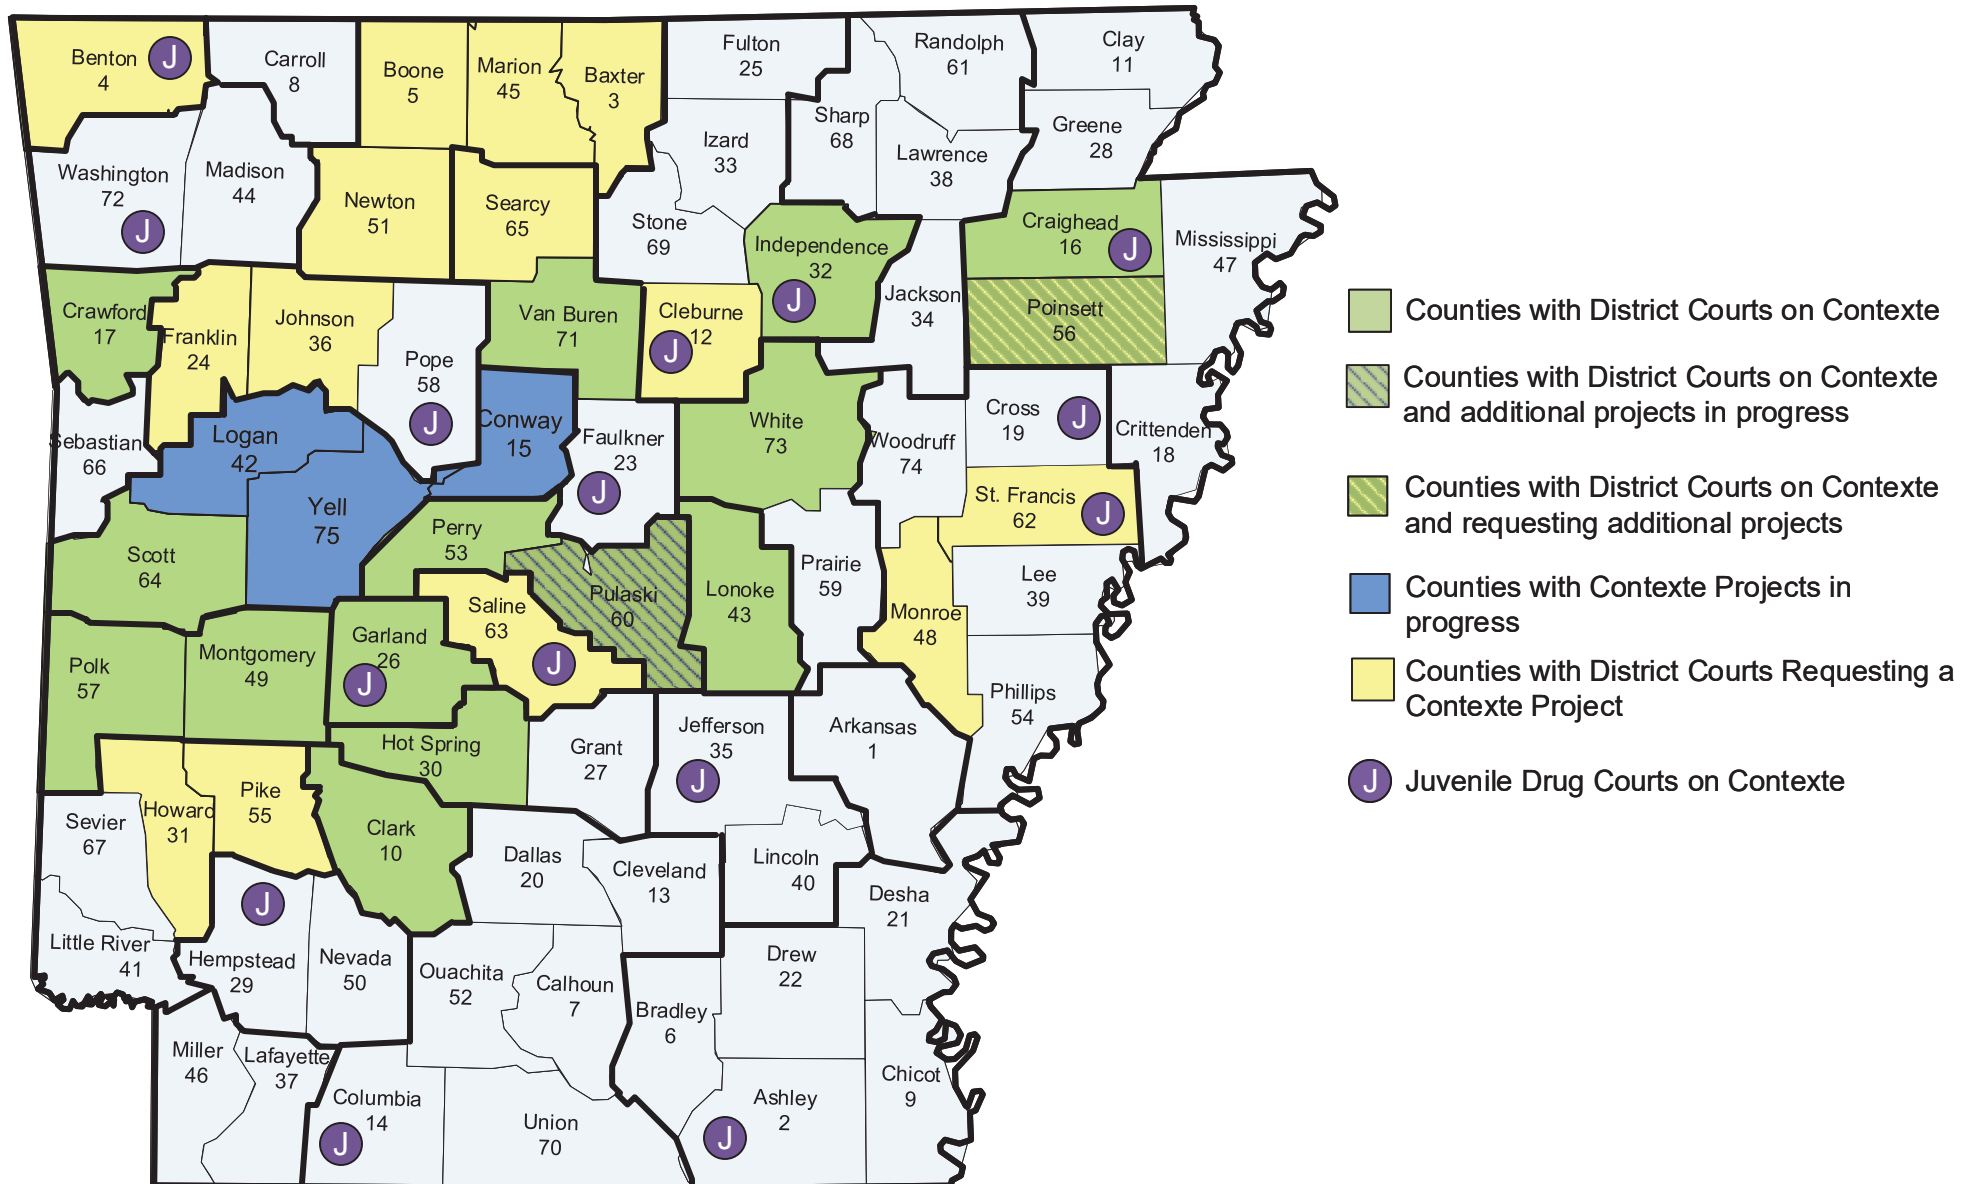 Benton
4
J
Carroll
8
Boone
5
Marion
45
Baxter
3
Fulton
25
Randolph
61
Clay
11
Washington
72
J
Madison
44
Newton
51
Searcy
65
Stone
69
Izard
33
Sharp
68
Lawrence
38
Greene
28
Independence
32
J
Craighead
16
J
Mississippi
47
Crawford
17
Franklin
24
Johnson
36
Pope
58
J
Van Buren
71
Cleburne
12
J
Jackson
34
Poinsett
56
Sebastian
66
Logan
42
Conway
15
Faulkner
23
J
White
73
Woodruff
74
Cross
19
J
Crittenden
18
St. Francis
62
J
Scott
64
Yell
75
Perry
53
Pulaski
60
Lonoke
43
Prairie
59
Monroe
48
Lee
39
Phillips
54
Polk
57
Montgomery
49
Garland
26
J
Saline
63
J
Hot Spring
30
Grant
27
Jefferson
35
J
Arkansas
1
Sevier
67
Howard
31
Pike
55
Clark
10
Dallas
20
Cleveland
13
Lincoln
40
Desha
21
Little River
41
J
Hempstead
29
Nevada
50
Ouachita
52
Calhoun
7
Bradley
6
Drew
22
Miller
46
Lafayette
37
Columbia
14
J
Union
70
Ashley
2
J
Chicot
9
Counties with District Courts on Contexte
Counties with District Courts on Contexte
and additional projects in progress
Counties with District Courts on Contexte
and requesting additional projects
Counties with Contexte Projects in
progress
Counties with District Courts Requesting a
Contexte Project
J
Juvenile Drug Courts on Contexte